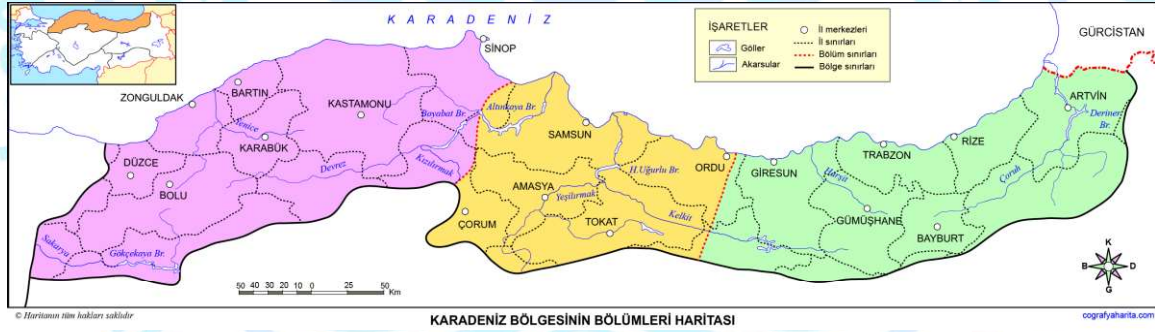 KARADENİZ
İŞARETLER
Göller
Akarsular
İl merkezleri
İl sınırları
Bölüm sınırları
Bölge sınırları
GÜRCİSTAN
SİNOP
ZONGULDAK
BARTIN
KASTAMONU
Yenice
KARABÜK
Boyabat Br.
Altınkaya Br.
SAMSUN
DÜZCE
BOLU
Devrez
Kızılırmak
AMASYA
Yeşilırmak
H.Uğurlu Br.
ORDU
ÇORUM
TOKAT
Kelkit
Sakarya
Gökçekaya Br.
GİRESUN
TRABZON
RİZE
ARTVİN
Deriner Br.
Harşit
Çoruh
GÜMÜŞHANE
BAYBURT
50 40 30 20 10 0 50
Km
K
B D
G
© Haritanın tüm hakları saklıdır
KARADENİZ BÖLGESİNİN BÖLÜMLERİ HARİTASI
cografyaharita.com